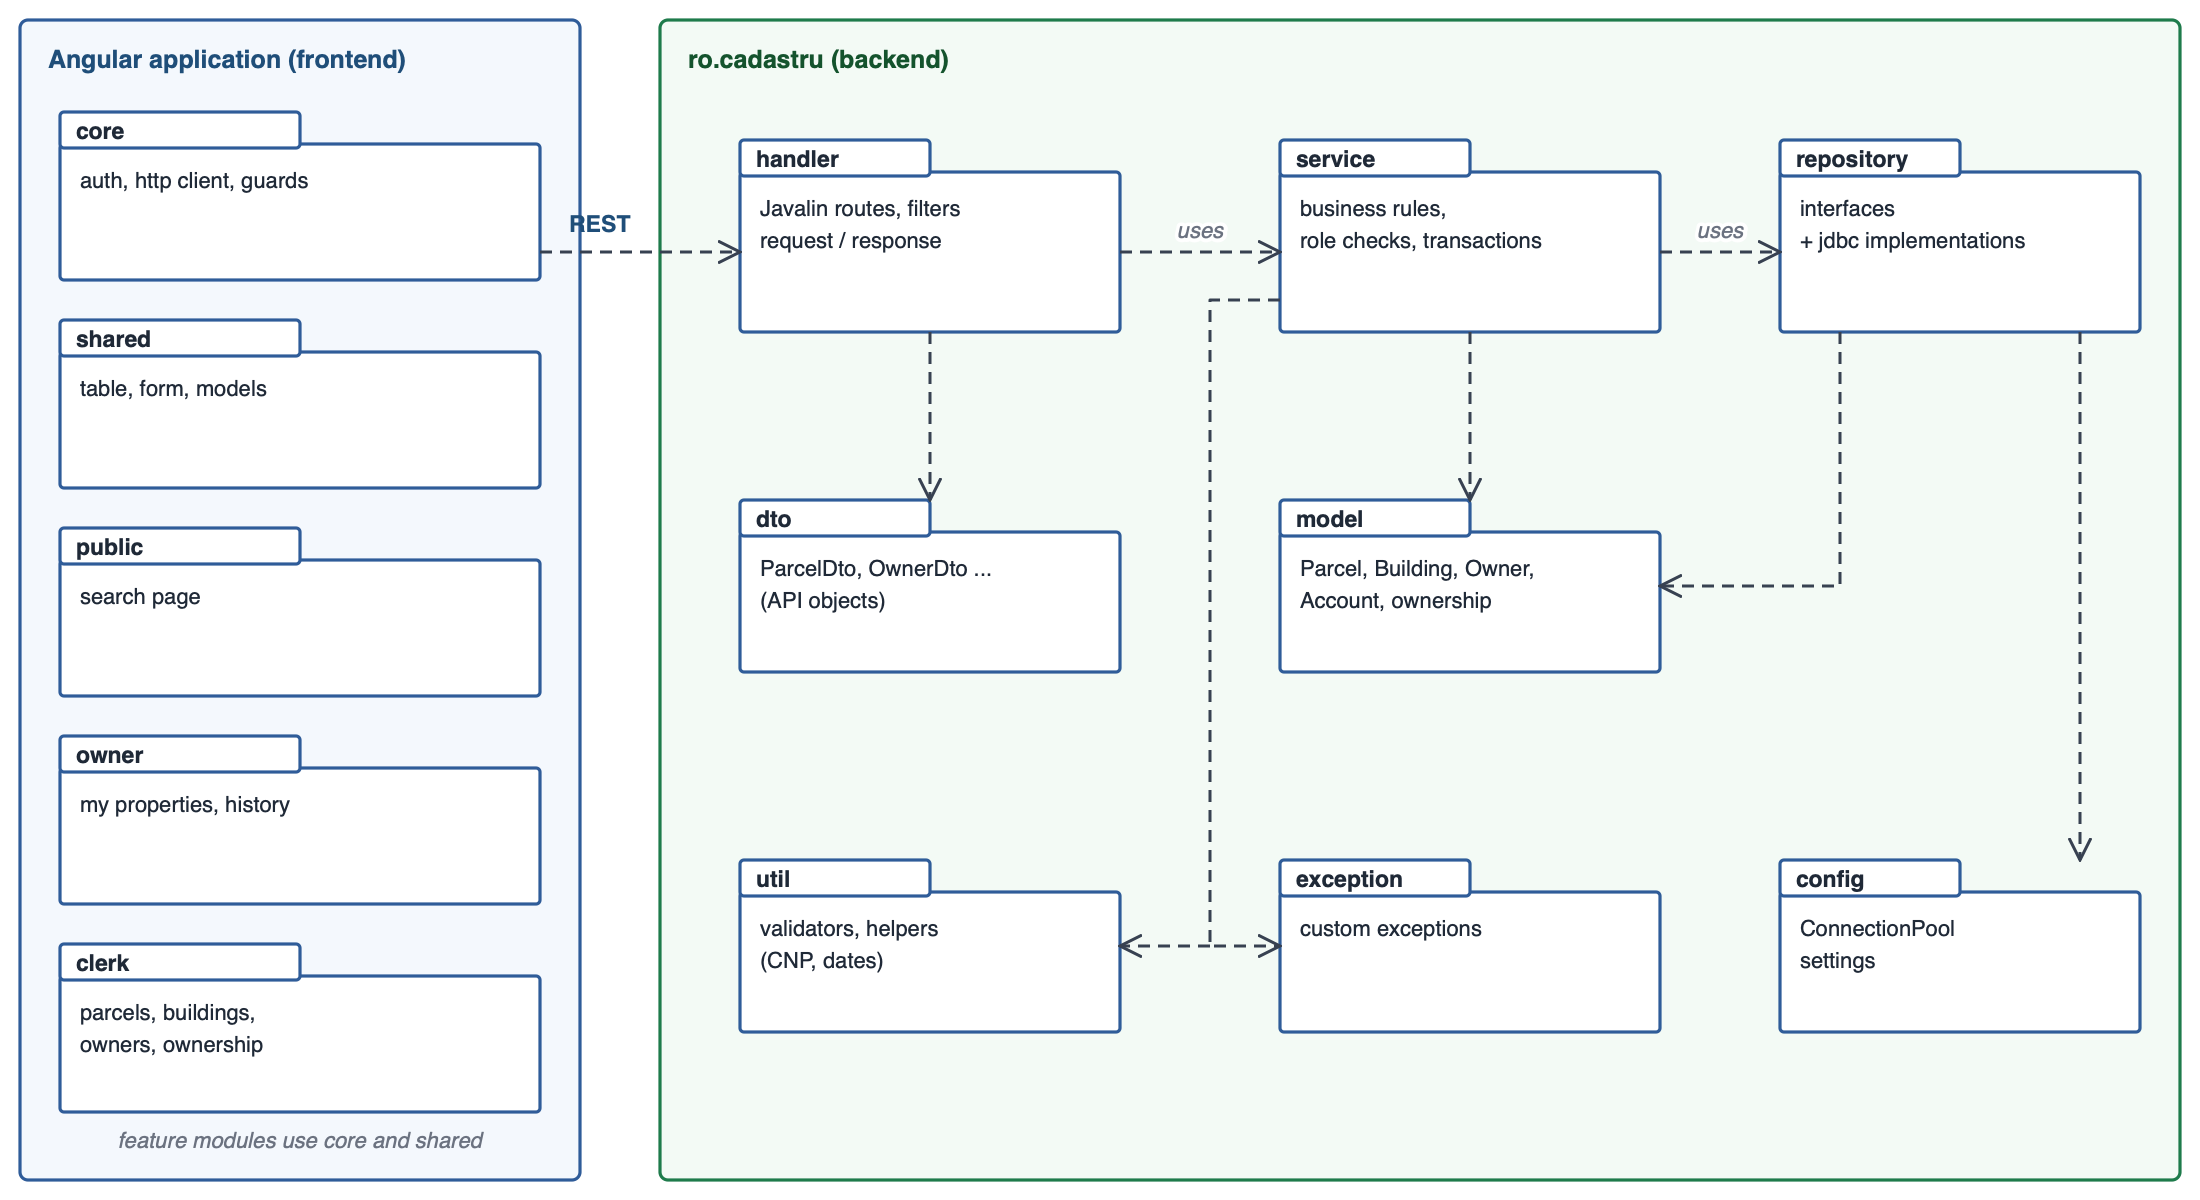 Angular application (frontend)
core
auth, http client, guards
shared
table, form, models
public
search page
owner
my properties, history
clerk
parcels, buildings,
owners, ownership
feature modules use core and shared
REST
ro.cadastru (backend)
handler
Javalin routes, filters
request / response
uses
service
business rules,
role checks, transactions
uses
repository
interfaces
+ jdbc implementations
dto
ParcelDto, OwnerDto ...
(API objects)
model
Parcel, Building, Owner,
Account, ownership
util
validators, helpers
(CNP, dates)
exception
custom exceptions
config
ConnectionPool
settings